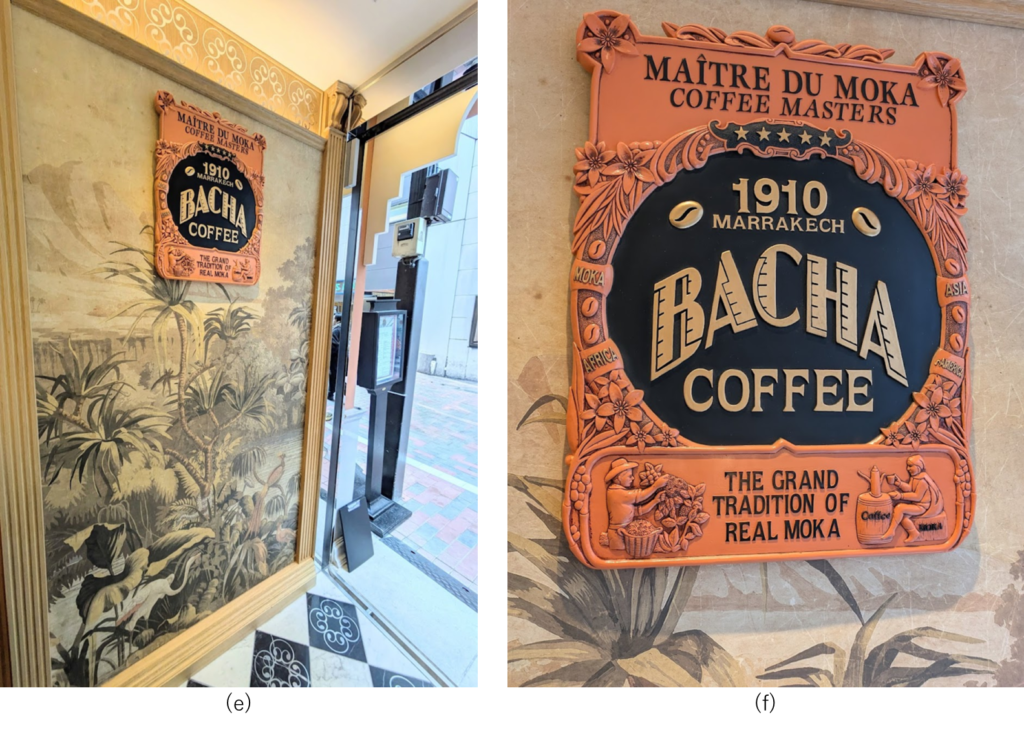 MAÎTRE DU MOKA
COFFEE MASTERS
1910
MARRAKECH
BACHA
COFFEE
THE GRAND
TRADITION OF
REAL MOKA
(e)
MAÎTRE DU MOKA
COFFEE MASTERS
1910
MARRAKECH
MOKA
ASIA
BACHA
AFRICA
COFFEE
THE GRAND
TRADITION OF
REAL MOKA
Coffee
MOKA
(f)